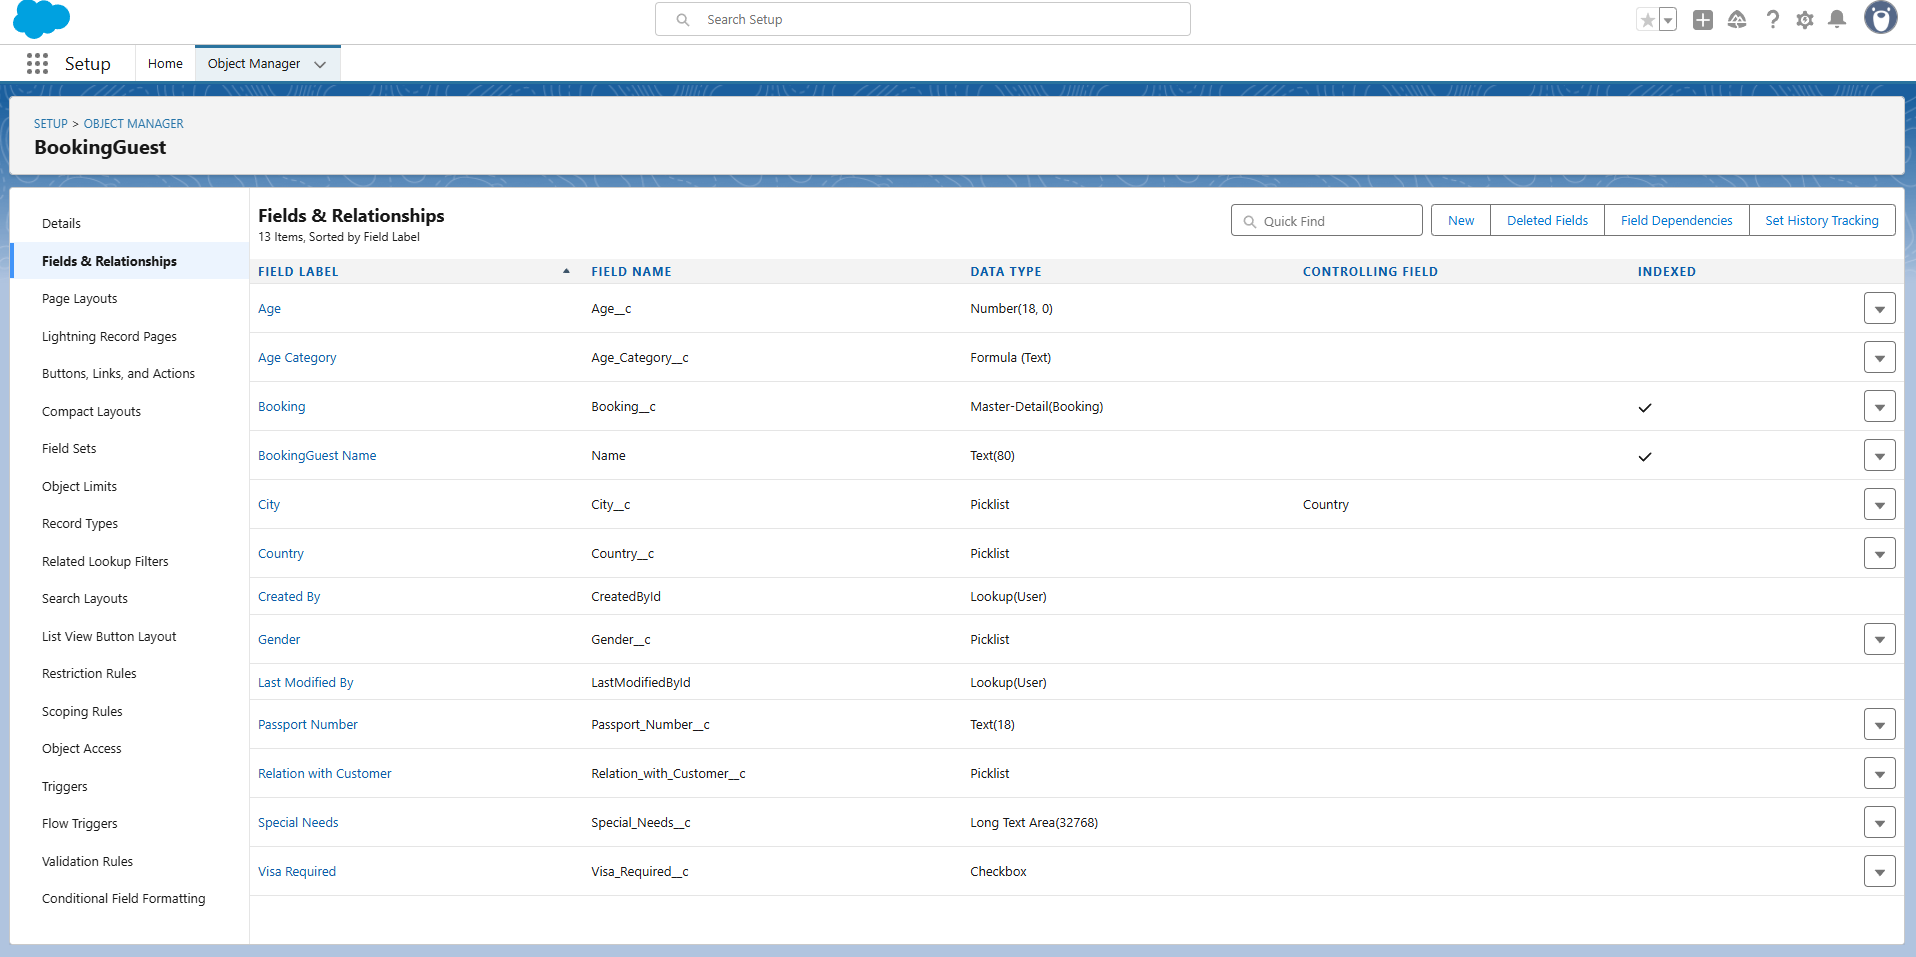 Search Setup
Setup
Home
Object Manager
SETUP > OBJECT MANAGER
BookingGuest
Details
Fields & Relationships
Page Layouts
Lightning Record Pages
Buttons, Links, and Actions
Compact Layouts
Field Sets
Object Limits
Record Types
Related Lookup Filters
Search Layouts
List View Button Layout
Restriction Rules
Scoping Rules
Object Access
Triggers
Flow Triggers
Validation Rules
Conditional Field Formatting
Fields & Relationships
13 Items, Sorted by Field Label
Quick Find
New
Deleted Fields
Field Dependencies
Set History Tracking
FIELD LABEL FIELD NAME DATA TYPE CONTROLLING FIELD INDEXED
Age Age__c Number(18, 0)
Age Category Age_Category__c Formula (Text)
Booking Booking__c Master-Detail(Booking)
BookingGuest Name Name Text(80)
City City__c Picklist Country
Country Country__c Picklist
Created By CreatedById Lookup(User)
Gender Gender__c Picklist
Last Modified By LastModifiedById Lookup(User)
Passport Number Passport_Number__c Text(18)
Relation with Customer Relation_with_Customer__c Picklist
Special Needs Special_Needs__c Long Text Area(32768)
Visa Required Visa_Required__c Checkbox